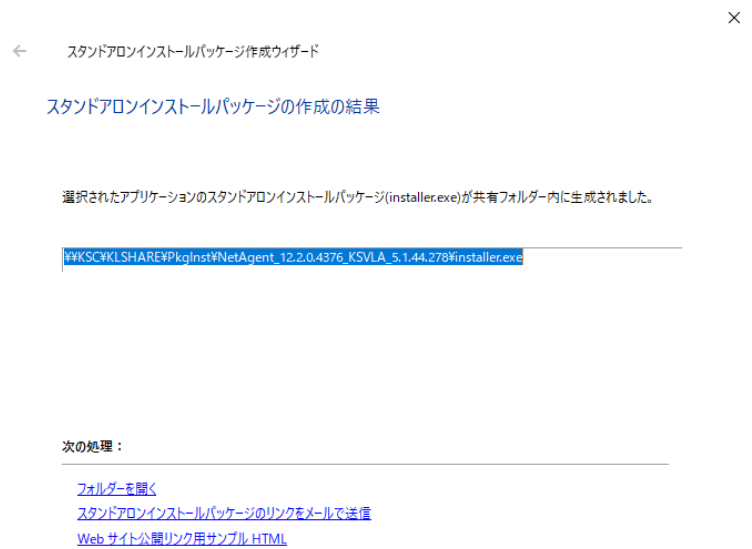 スタンドアロンインストールパッケージ作成ウィザード
スタンドアロンインストールパッケージの作成の結果
選択されたアプリケーションのスタンドアロンインストールパッケージ(installer.exe)が共有フォルダー内に生成されました。
¥¥KSC¥KLSHARE¥PkgInst¥NetAgent_12.2.0.4376_KSVLA_5.1.44.278¥installer.exe
次の処理：
フォルダーを開く
スタンドアロンインストールパッケージのリンクをメールで送信
Web サイト公開リンク用サンプル HTML